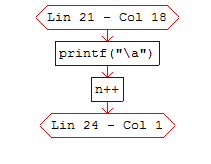 Lin 21 - Col 18
printf("\a")
n++
Lin 24 - Col 1